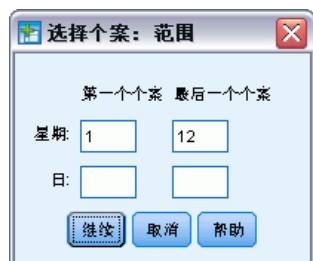 选择个案：范围
第一个个案 最后一个个案
星期: 1 12
日:
继续 取消 帮助